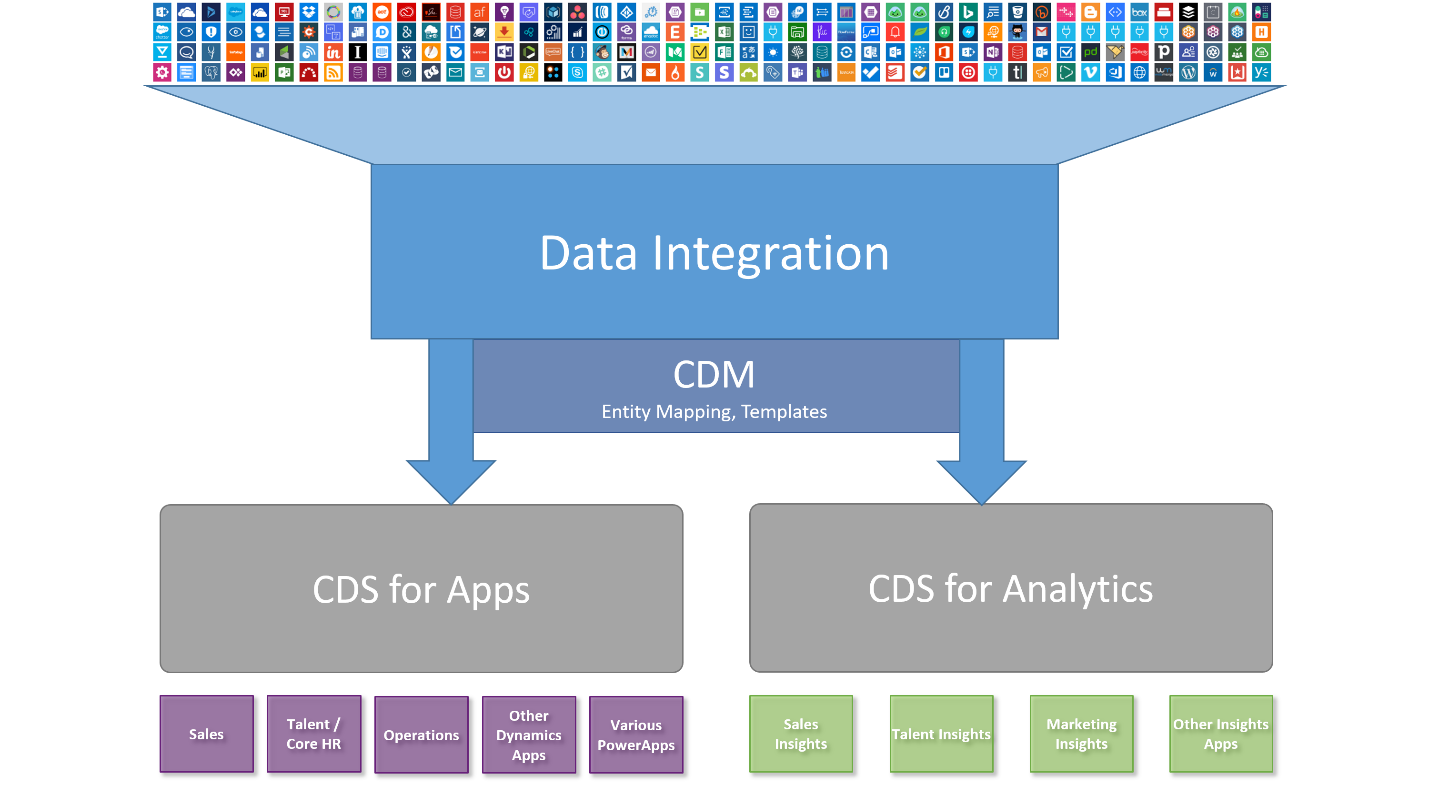 Data Integration
CDM
Entity Mapping, Templates
CDS for Apps
CDS for Analytics
Sales
Talent /
Core HR
Operations
Other
Dynamics
Apps
Various
PowerApps
Sales
Insights
Talent Insights
Marketing
Insights
Other Insights
Apps